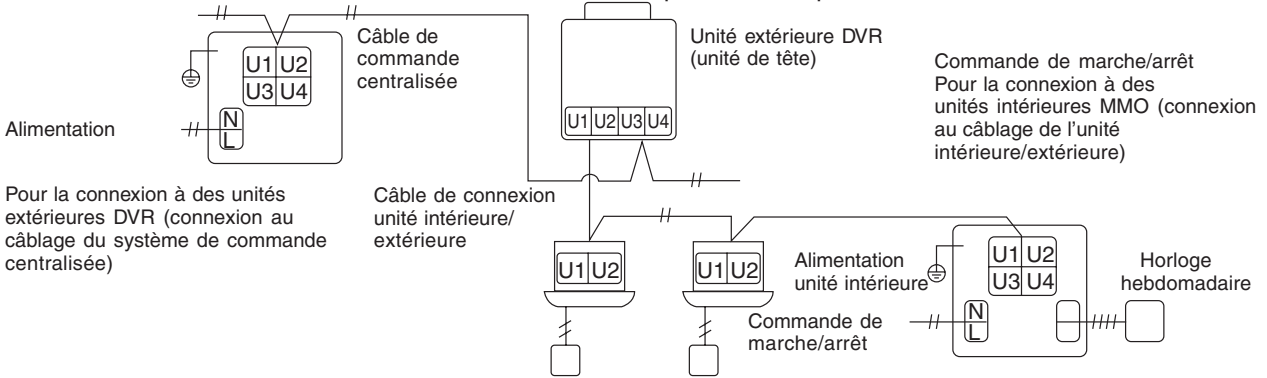 Câble de
commande
centralisée
Unité extérieure DVR
(unité de tête)
Commande de marche/arrêt
Pour la connexion à des
unités intérieures MMO (connexion
au câblage de l'unité
intérieure/extérieure)
U1 U2
U3 U4
N
L
Alimentation
U1 U2 U3 U4
Pour la connexion à des unités
extérieures DVR (connexion au
câblage du système de commande
centralisée)
Câble de connexion
unité intérieure/
extérieure
U1 U2
U1 U2
Alimentation
unité intérieure
U1 U2
U3 U4
N
L
Horloge
hebdomadaire
Commande de
marche/arrêt